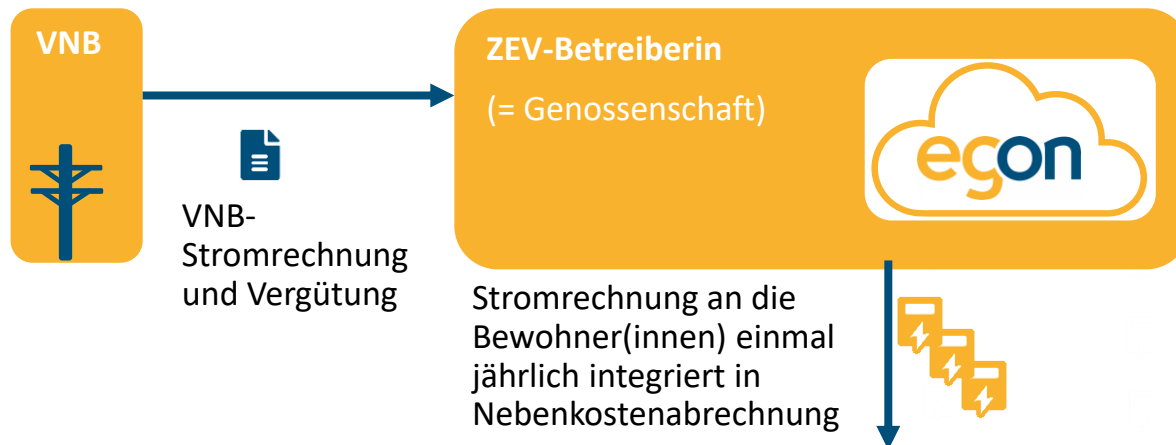 VNB
VNB-
Stromrechnung
und Vergütung
ZEV-Betreiberin
(= Genossenschaft)
egon
Stromrechnung an die
Bewohner(innen) einmal
jährlich integriert in
Nebenkostenabrechnung